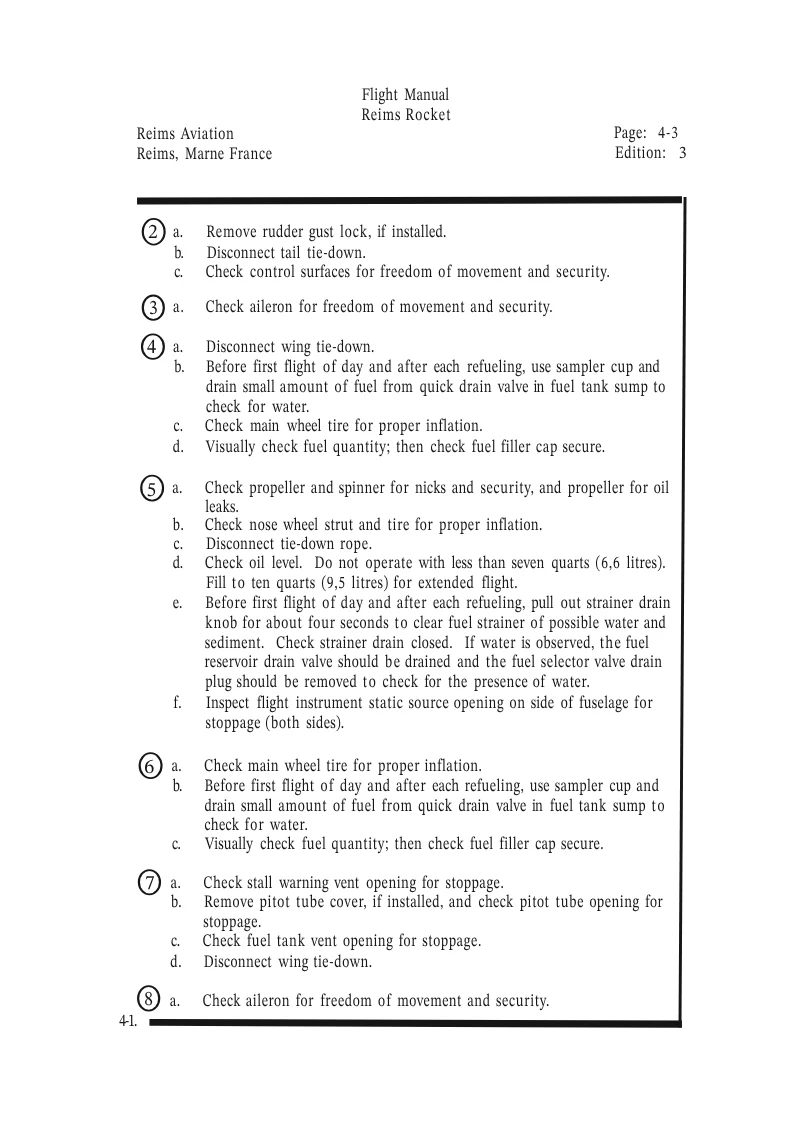 Flight Manual
Reims Rocket
Reims Aviation
Page: 4-3
Reims, Marne France
Edition: 3
2 a. Remove rudder gust lock, if installed.
b. Disconnect tail tie-down.
c. Check control surfaces for freedom of movement and security.
3 a. Check aileron for freedom of movement and security.
4 a. Disconnect wing tie-down.
b. Before first flight of day and after each refueling, use sampler cup and
drain small amount of fuel from quick drain valve in fuel tank sump to
check for water.
c. Check main wheel tire for proper inflation.
d. Visually check fuel quantity; then check fuel filler cap secure.
5 a. Check propeller and spinner for nicks and security, and propeller for oil
leaks.
b. Check nose wheel strut and tire for proper inflation.
c. Disconnect tie-down rope.
d. Check oil level. Do not operate with less than seven quarts (6,6 litres).
Fill to ten quarts (9,5 litres) for extended flight.
e. Before first flight of day and after each refueling, pull out strainer drain
knob for about four seconds to clear fuel strainer of possible water and
sediment. Check strainer drain closed. If water is observed, the fuel
reservoir drain valve should be drained and the fuel selector valve drain
plug should be removed to check for the presence of water.
f. Inspect flight instrument static source opening on side of fuselage for
stoppage (both sides).
6 a. Check main wheel tire for proper inflation.
b. Before first flight of day and after each refueling, use sampler cup and
drain small amount of fuel from quick drain valve in fuel tank sump to
check for water.
c. Visually check fuel quantity; then check fuel filler cap secure.
7 a. Check stall warning vent opening for stoppage.
b. Remove pitot tube cover, if installed, and check pitot tube opening for
stoppage.
c. Check fuel tank vent opening for stoppage.
d. Disconnect wing tie-down.
8 a. Check aileron for freedom of movement and security.
4-1.